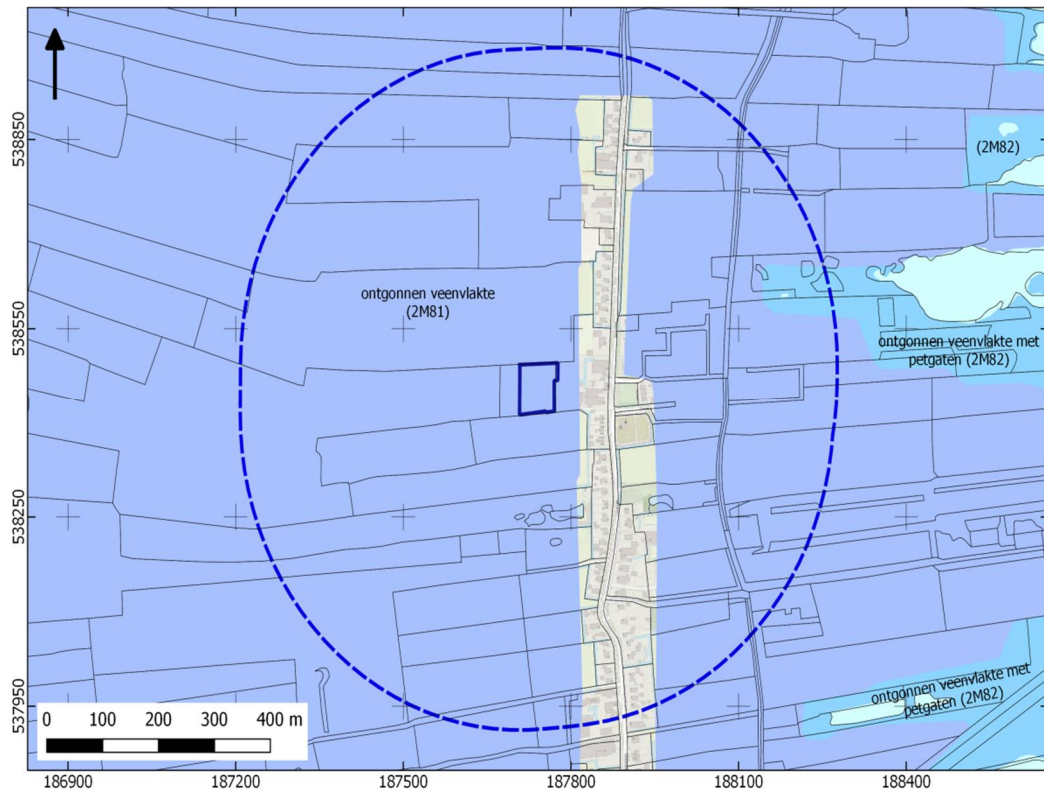 538850
538550
538250
537950
(2M82)
ontgonnen veenvlakte
(2M81)
ontgonnen veenvlakte met
petgaten (2M82)
ontgonnen veenvlakte met
petgaten (2M82)
0 100 200 300 400 m
186900 187200 187500 187800 188100 188400